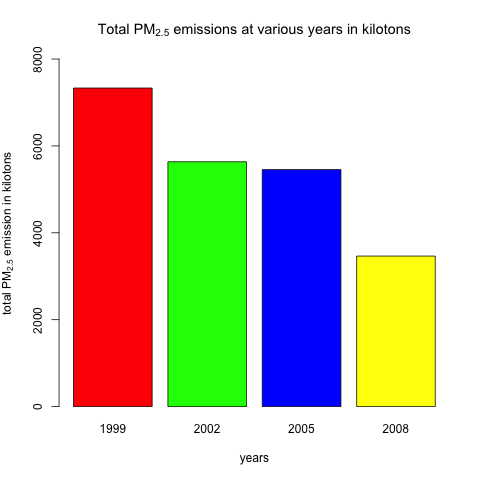 Total PM2.5 emissions at various years in kilotons
total PM2.5 emission in kilotons
8000
6000
4000
2000
0
1999 2002 2005 2008
years